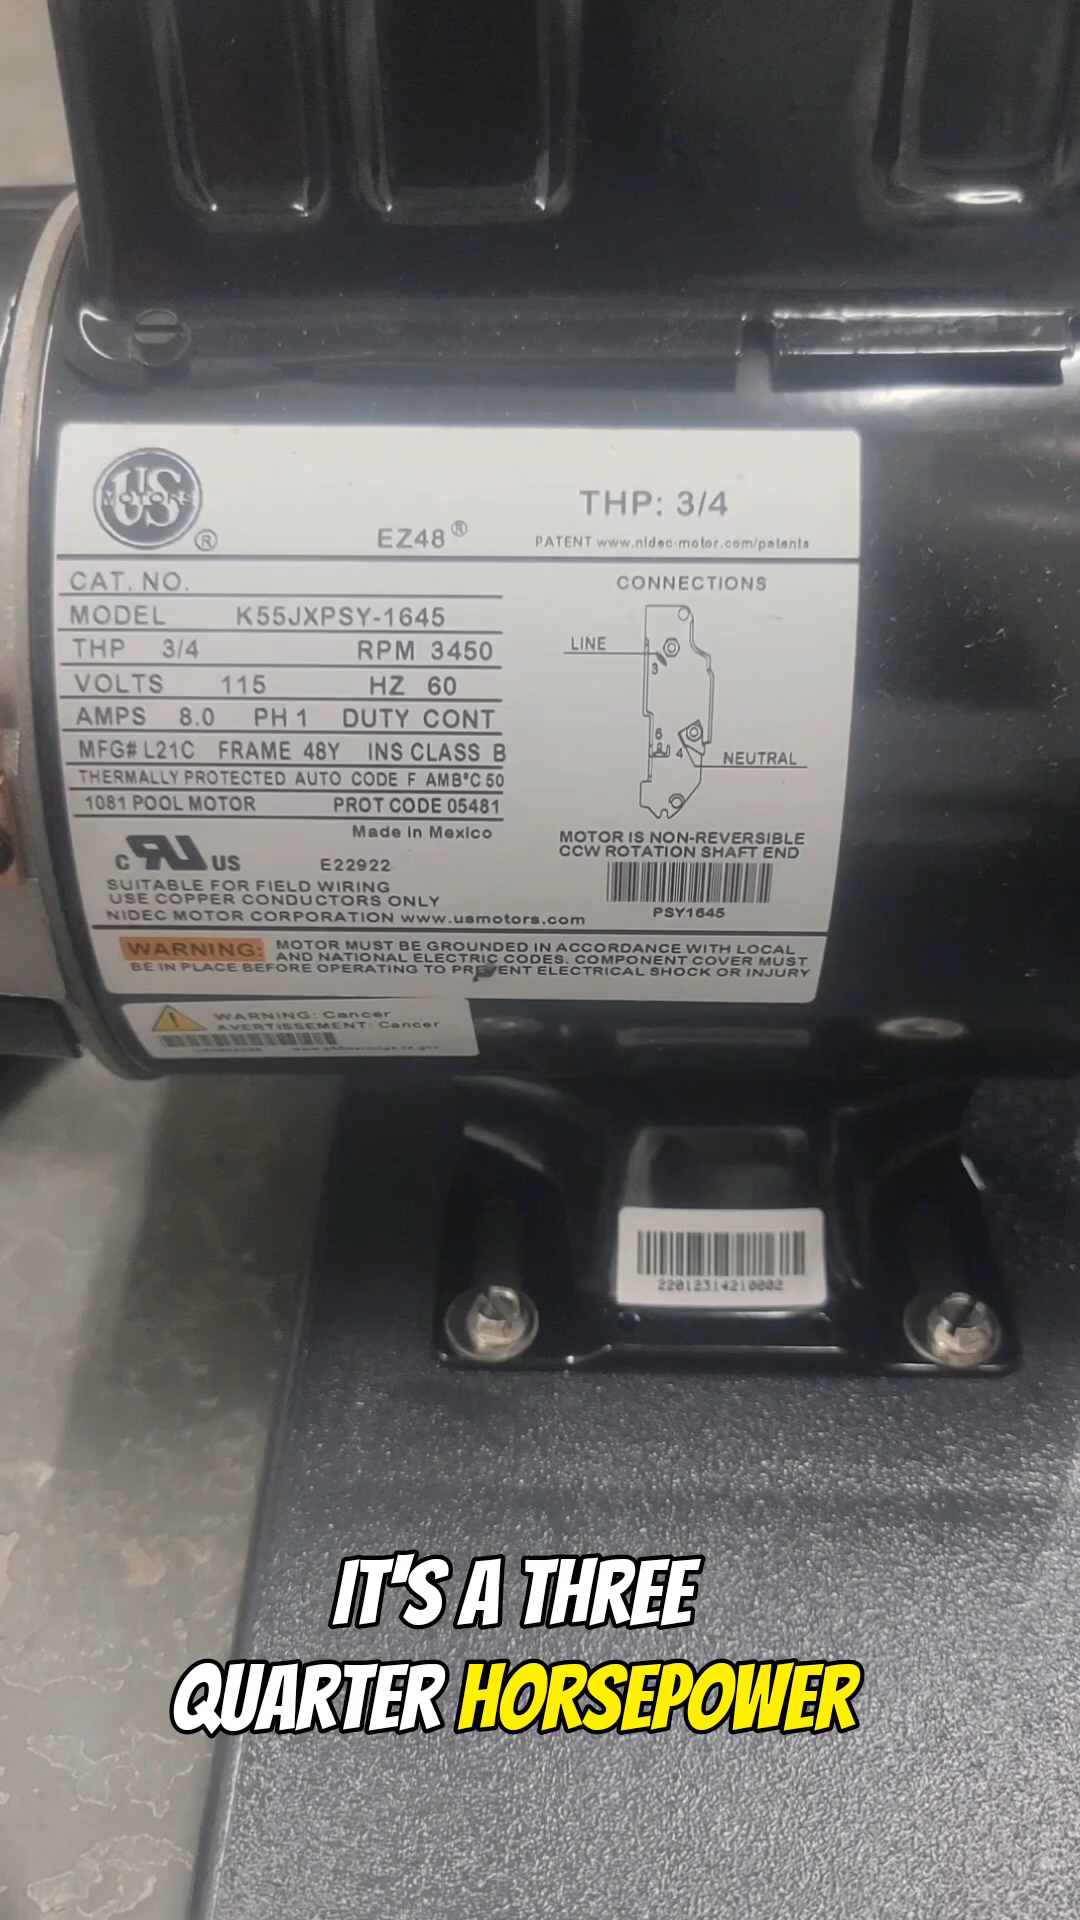 US
MOTORS
®
EZ48®
THP: 3/4
PATENT www.nidec-motor.com/patents
CAT. NO.
MODEL K55JXPSY-1645
THP 3/4 RPM 3450
VOLTS 115 HZ 60
AMPS 8.0 PH 1 DUTY CONT
MFG# L21C FRAME 48Y INS CLASS B
THERMALLY PROTECTED AUTO CODE F AMB°C 50
1081 POOL MOTOR PROT CODE 05481
Made in Mexico
C RU US E22922
SUITABLE FOR FIELD WIRING
USE COPPER CONDUCTORS ONLY
NIDEC MOTOR CORPORATION www.usmotors.com
CONNECTIONS
LINE
3
6
4
NEUTRAL
MOTOR IS NON-REVERSIBLE
CCW ROTATION SHAFT END
PSY1645
WARNING: MOTOR MUST BE GROUNDED IN ACCORDANCE WITH LOCAL
AND NATIONAL ELECTRIC CODES. COMPONENT COVER MUST
BE IN PLACE BEFORE OPERATING TO PREVENT ELECTRICAL SHOCK OR INJURY
WARNING: Cancer
AVERTISSEMENT: Cancer
22012314210002
IT'S A THREE
QUARTER HORSEPOWER